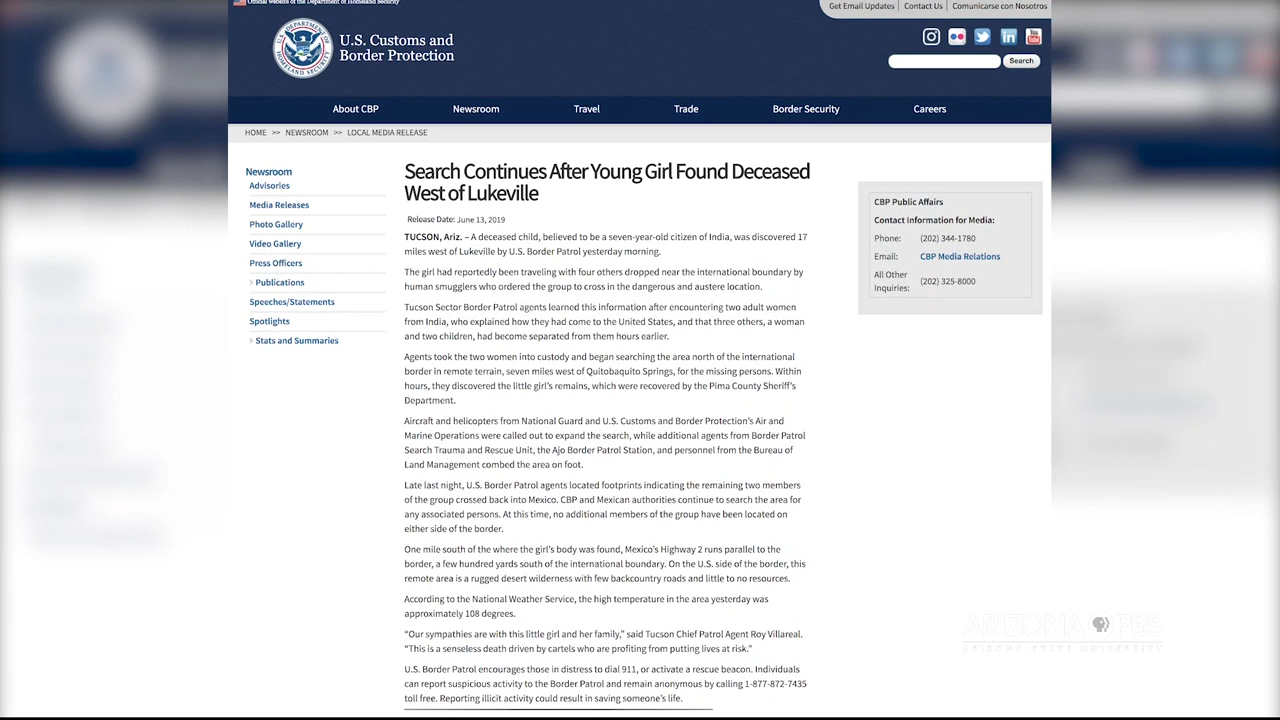 Official website of the Department of Homeland Security
Get Email Updates
Contact Us
Comunicarse con Nosotros
U.S. DEPARTMENT OF
HOMELAND SECURITY
U.S. Customs and
Border Protection
Search
About CBP
Newsroom
Travel
Trade
Border Security
Careers
HOME >> NEWSROOM >> LOCAL MEDIA RELEASE
Newsroom
Advisories
Media Releases
Photo Gallery
Video Gallery
Press Officers
Publications
Speeches/Statements
Spotlights
Stats and Summaries
Search Continues After Young Girl Found Deceased
West of Lukeville
Release Date: June 13, 2019
TUCSON, Ariz. – A deceased child, believed to be a seven-year-old citizen of India, was discovered 17
miles west of Lukeville by U.S. Border Patrol yesterday morning.
The girl had reportedly been traveling with four others dropped near the international boundary by
human smugglers who ordered the group to cross in the dangerous and austere location.
Tucson Sector Border Patrol agents learned this information after encountering two adult women
from India, who explained how they had come to the United States, and that three others, a woman
and two children, had become separated from them hours earlier.
Agents took the two women into custody and began searching the area north of the international
border in remote terrain, seven miles west of Quitobaquito Springs, for the missing persons. Within
hours, they discovered the little girl's remains, which were recovered by the Pima County Sheriff's
Department.
Aircraft and helicopters from National Guard and U.S. Customs and Border Protection's Air and
Marine Operations were called out to expand the search, while additional agents from Border Patrol
Search Trauma and Rescue Unit, the Ajo Border Patrol Station, and personnel from the Bureau of
Land Management combed the area on foot.
Late last night, U.S. Border Patrol agents located footprints indicating the remaining two members
of the group crossed back into Mexico. CBP and Mexican authorities continue to search the area for
any associated persons. At this time, no additional members of the group have been located on
either side of the border.
One mile south of the where the girl's body was found, Mexico's Highway 2 runs parallel to the
border, a few hundred yards south of the international boundary. On the U.S. side of the border, this
remote area is a rugged desert wilderness with few backcountry roads and little to no resources.
According to the National Weather Service, the high temperature in the area yesterday was
approximately 108 degrees.
"Our sympathies are with this little girl and her family," said Tucson Chief Patrol Agent Roy Villareal.
"This is a senseless death driven by cartels who are profiting from putting lives at risk."
U.S. Border Patrol encourages those in distress to dial 911, or activate a rescue beacon. Individuals
can report suspicious activity to the Border Patrol and remain anonymous by calling 1-877-872-7435
toll free. Reporting illicit activity could result in saving someone's life.
CBP Public Affairs
Contact Information for Media:
Phone: (202) 344-1780
Email: CBP Media Relations
All Other
Inquiries: (202) 325-8000
ARIZONA PBS
ARIZONA STATE UNIVERSITY